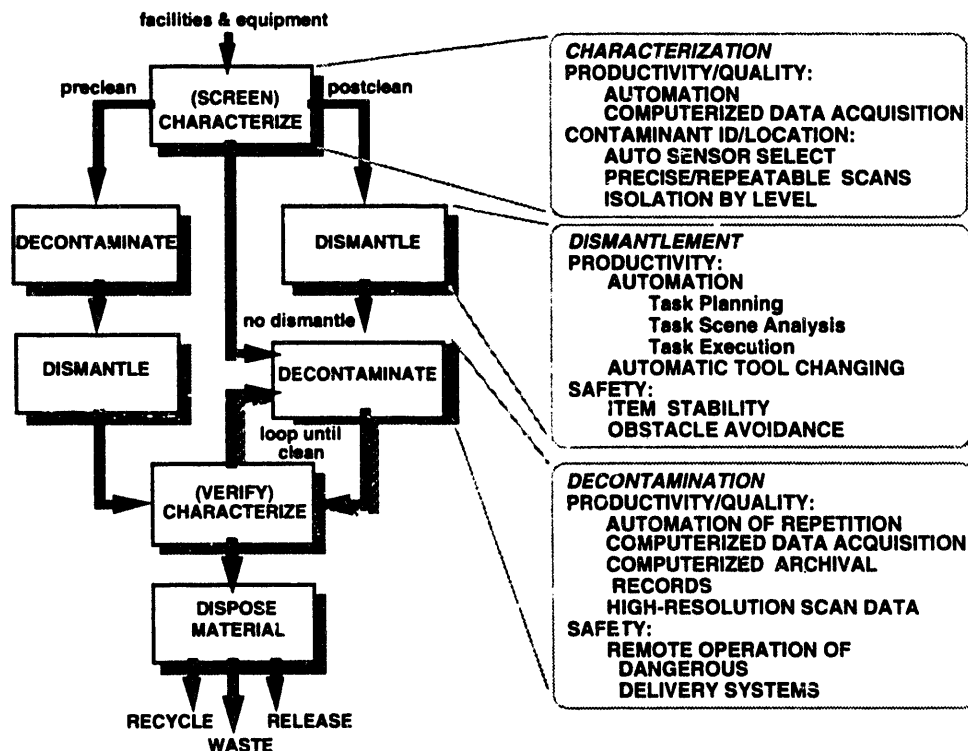 facilities & equipment
preclean
postclean
(SCREEN)
CHARACTERIZE
DECONTAMINATE
DISMANTLE
DISMANTLE
no dismantle
DECONTAMINATE
loop until
clean
(VERIFY)
CHARACTERIZE
DISPOSE
MATERIAL
RECYCLE
WASTE
RELEASE
CHARACTERIZATION
PRODUCTIVITY/QUALITY:
AUTOMATION
COMPUTERIZED DATA ACQUISITION
CONTAMINANT ID/LOCATION:
AUTO SENSOR SELECT
PRECISE/REPEATABLE SCANS
ISOLATION BY LEVEL
DISMANTLEMENT
PRODUCTIVITY:
AUTOMATION
Task Planning
Task Scene Analysis
Task Execution
AUTOMATIC TOOL CHANGING
SAFETY:
ITEM STABILITY
OBSTACLE AVOIDANCE
DECONTAMINATION
PRODUCTIVITY/QUALITY:
AUTOMATION OF REPETITION
COMPUTERIZED DATA ACQUISITION
COMPUTERIZED ARCHIVAL
RECORDS
HIGH-RESOLUTION SCAN DATA
SAFETY:
REMOTE OPERATION OF
DANGEROUS
DELIVERY SYSTEMS